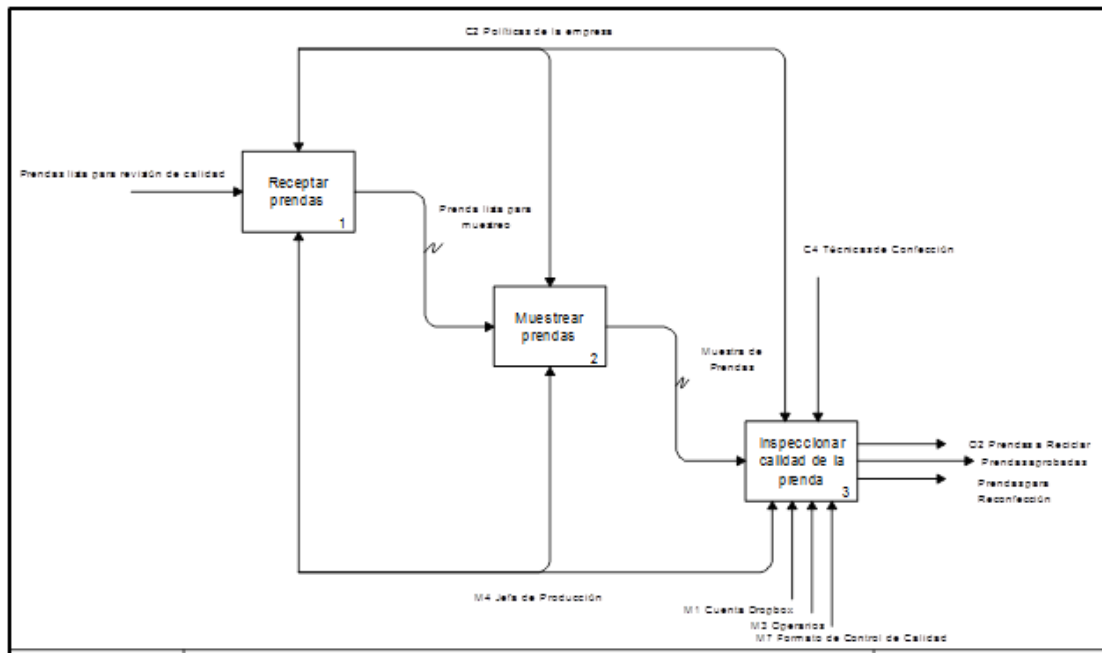 C2 Políticas de la empresa
Prendas lista para revisión de calidad
Receptar
prendas
1
Prenda lista para
muestreo
C4 Técnicas de Confección
Muestrear
prendas
2
Muestra de
Prendas
Inspeccionar
calidad de la
prenda
3
O2 Prendas a Reciclar
Prendas aprobadas
Prendas para
Reconfección
M4 Jefa de Producción
M1 Cuenta Dropbox
M3 Operarios
M7 Formato de Control de Calidad